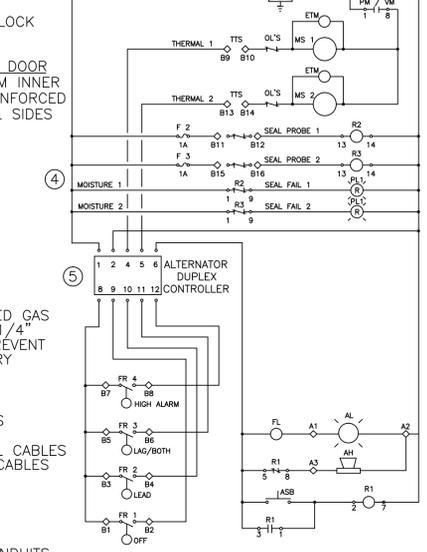 PM / VM
1 8
LOCK
ETM
THERMAL 1 TTS OL'S MS 1
B9 B10
DOOR
M INNER
ETM
NFORCED
THERMAL 2 TTS OL'S MS 2
SIDES
B13 B14
F 2 SEAL PROBE 1 R2
1A B11 B12 13 14
F 3 SEAL PROBE 2 R3
1A B15 B16 13 14
4
MOISTURE 1 R2 SEAL FAIL 1 PL1
1 9 R
MOISTURE 2 R3 SEAL FAIL 2 PL1
1 9 R
1 2 4 5 6
ALTERNATOR
DUPLEX
CONTROLLER
5
8 9 10 11 12
ED GAS
1/4"
REVENT
RY
FR 4
B7 B8
HIGH ALARM
FR 3
B5 B6
LAG/BOTH
FL A1 AL A2
S
L CABLES
CABLES
FR 2
B3 B4
LEAD
R1 A3 AH
5 8
ASB R1
2 7
FR 1
B1 B2
OFF
R1
3 1
NDUITS